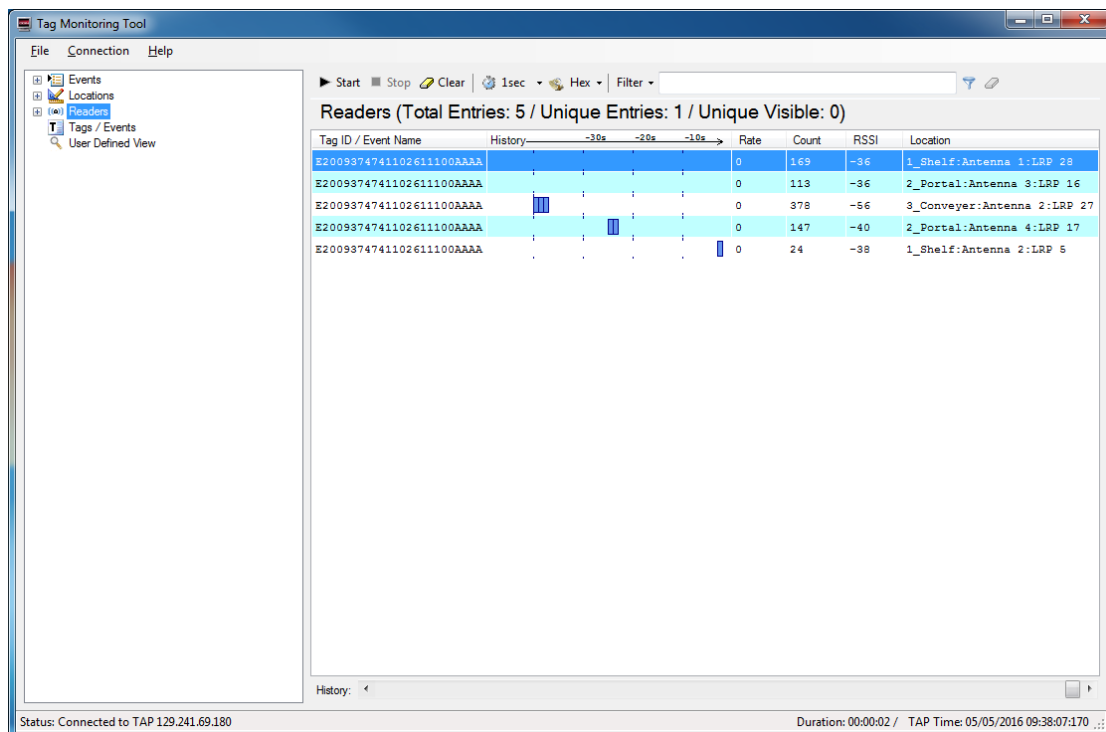 Tag Monitoring Tool
File Connection Help
Events
Locations
Readers
Tags / Events
User Defined View
Start Stop Clear 1sec Hex Filter
Readers (Total Entries: 5 / Unique Entries: 1 / Unique Visible: 0)
Tag ID / Event Name History -30s -20s -10s Rate Count RSSI Location
E2009374741102611100AAAA 0 169 -36 1_Shelf:Antenna 1:LRP 28
E2009374741102611100AAAA 0 113 -36 2_Portal:Antenna 3:LRP 16
E2009374741102611100AAAA 0 378 -56 3_Conveyer:Antenna 2:LRP 27
E2009374741102611100AAAA 0 147 -40 2_Portal:Antenna 4:LRP 17
E2009374741102611100AAAA 0 24 -38 1_Shelf:Antenna 2:LRP 5
History:
Status: Connected to TAP 129.241.69.180 Duration: 00:00:02 / TAP Time: 05/05/2016 09:38:07:170